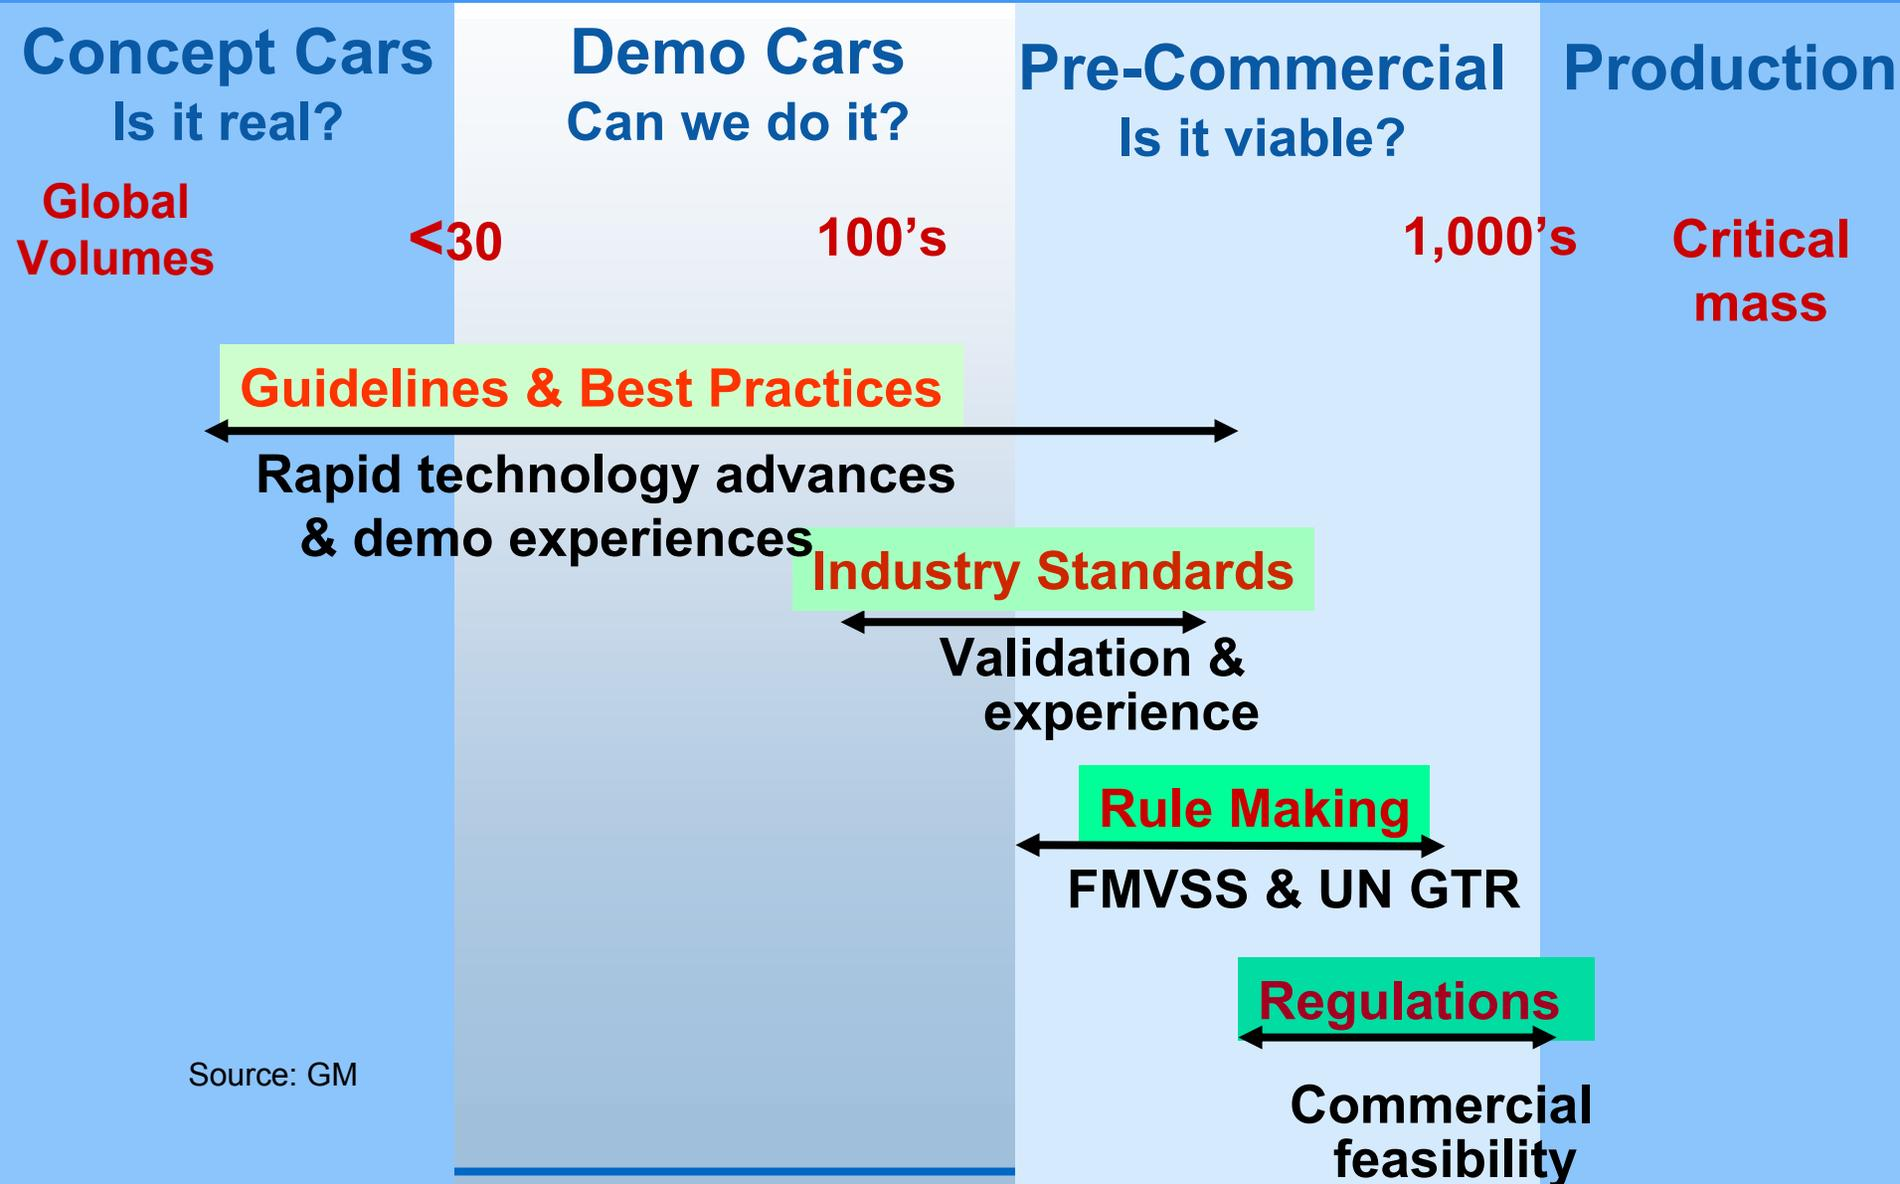 Concept Cars
Is it real?
Demo Cars
Can we do it?
Pre-Commercial
Is it viable?
Production
Global
Volumes
<30
100’s
1,000’s
Critical
mass
Guidelines & Best Practices
Rapid technology advances
& demo experiences
Industry Standards
Validation &
experience
Rule Making
FMVSS & UN GTR
Regulations
Commercial
feasibility
Source: GM